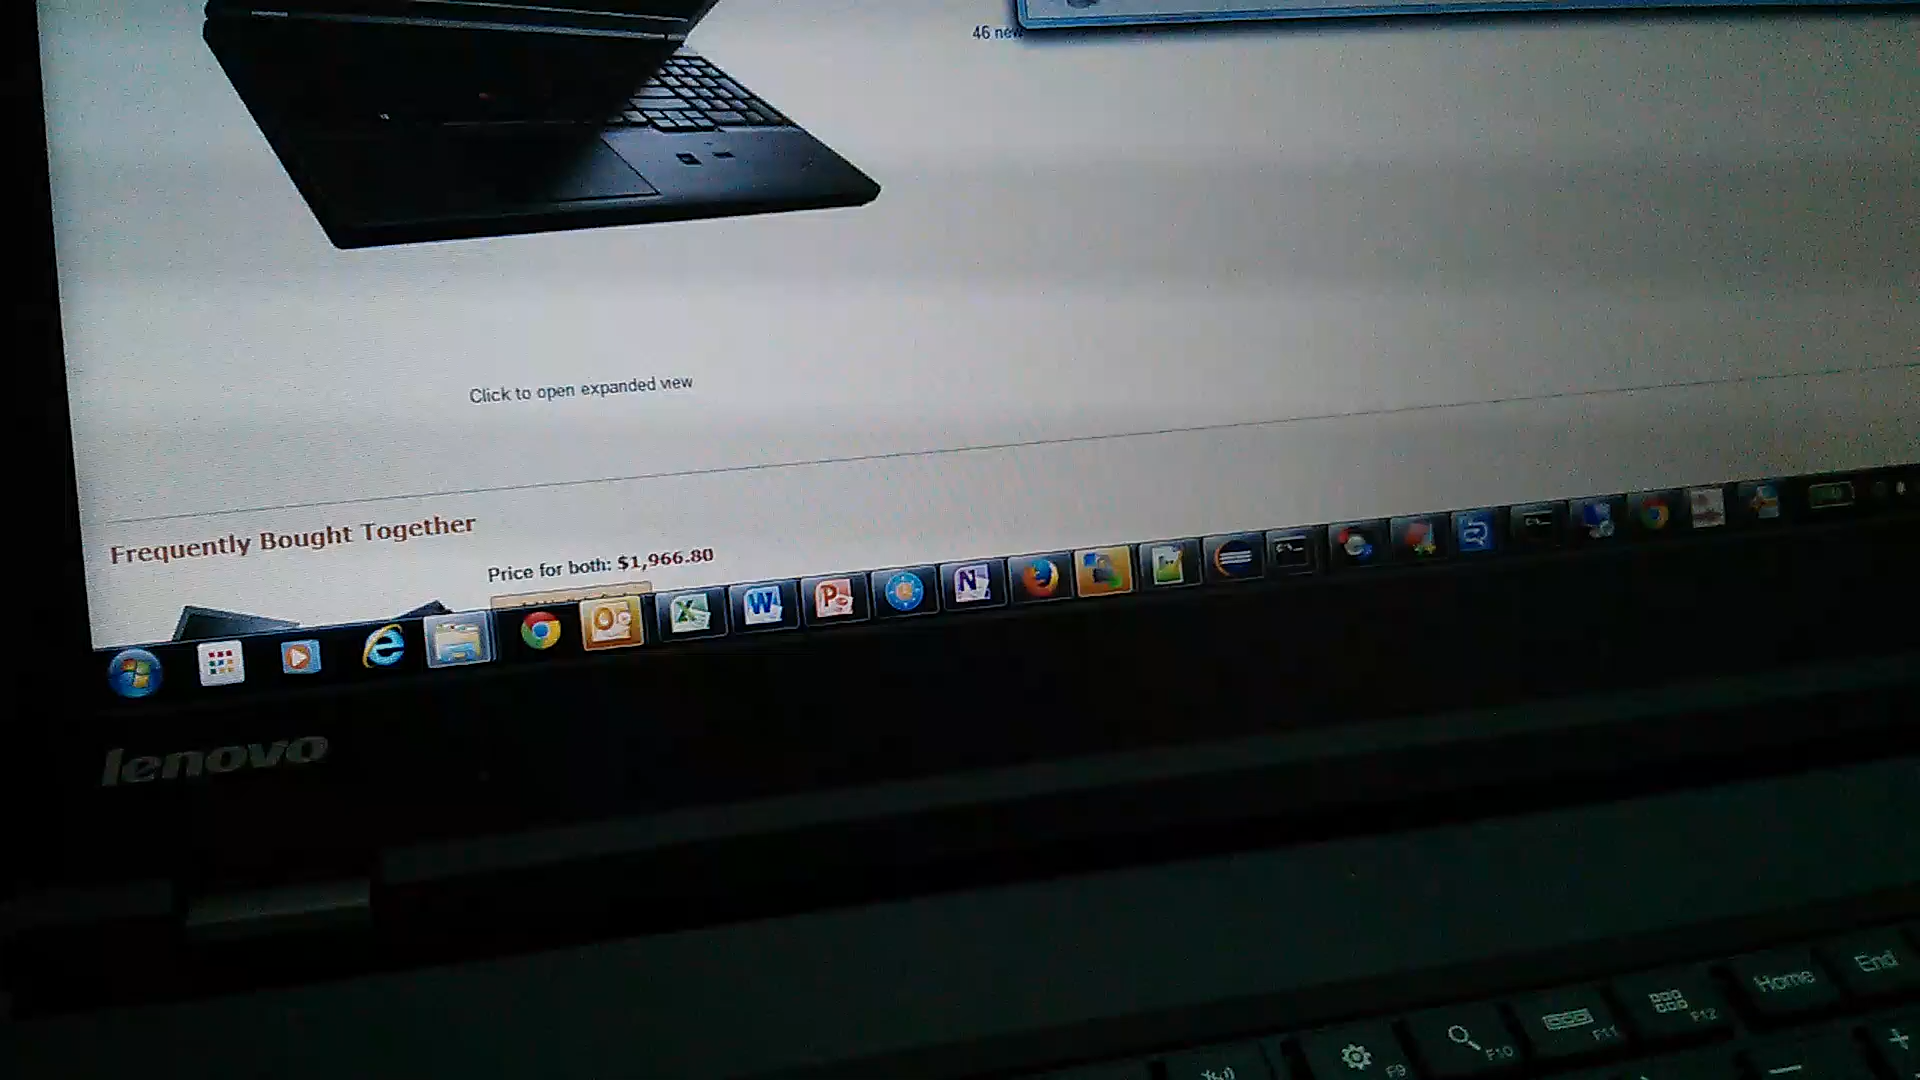 46 new
Click to open expanded view
Frequently Bought Together
Price for both: $1,966.80
lenovo
Home
End
F9
F10
F11
F12